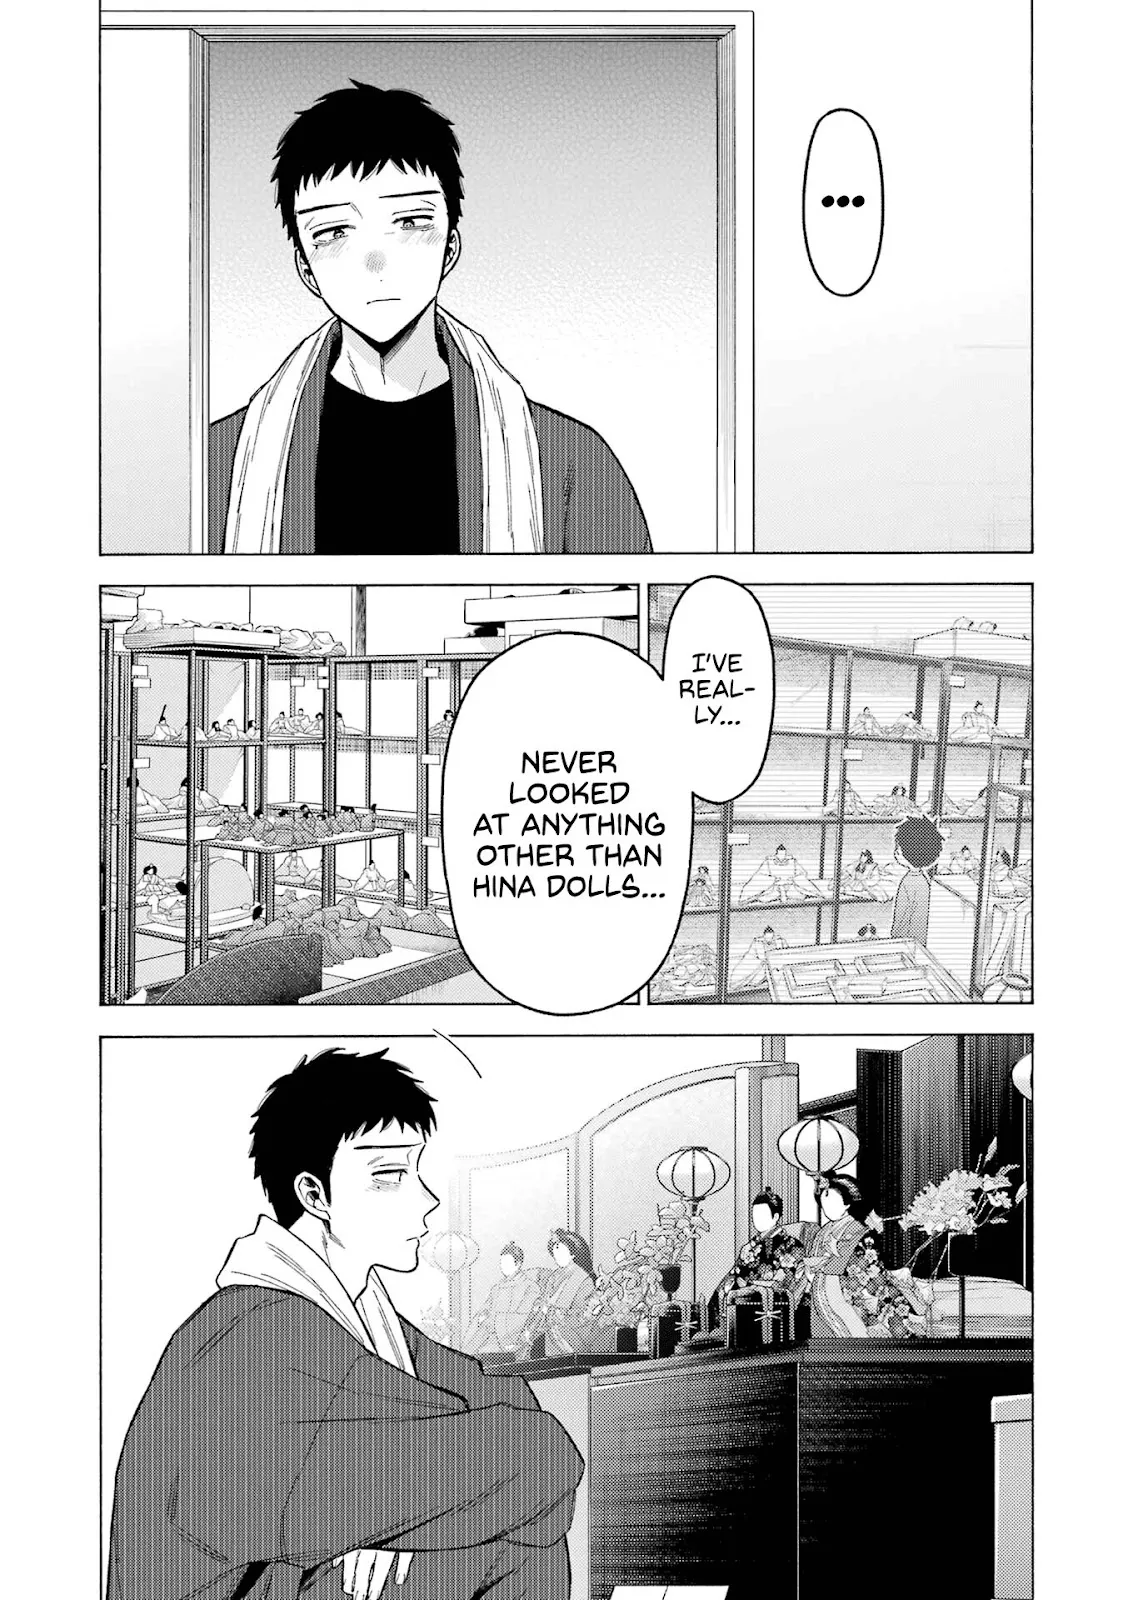 ...
I'VE
REAL-
LY...
NEVER
LOOKED
AT ANYTHING
OTHER THAN
HINA DOLLS...